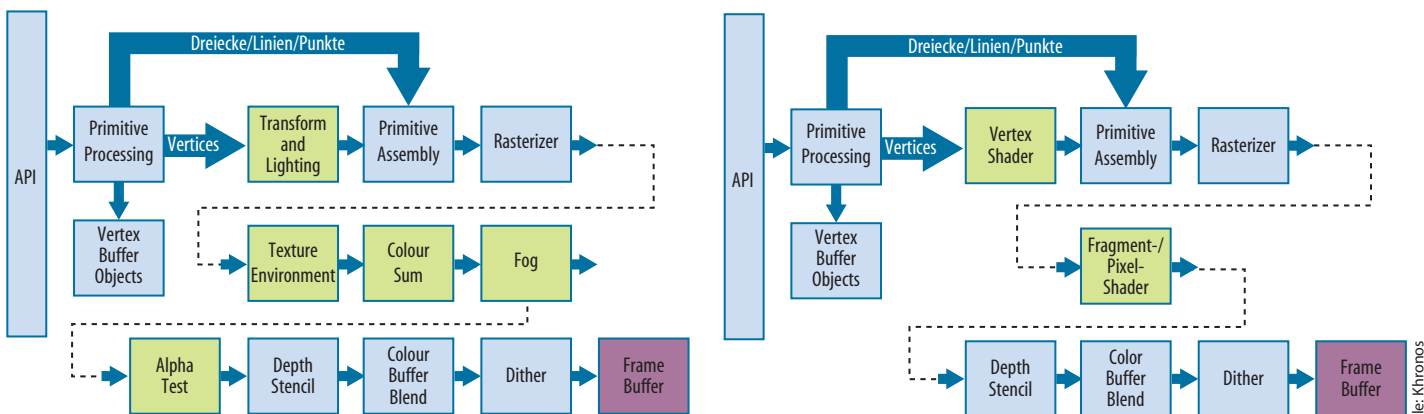 Dreiecke/Linien/Punkte
API
Primitive
Processing
Vertices
Transform
and
Lighting
Primitive
Assembly
Rasterizer
Vertex
Buffer
Objects
Texture
Environment
Colour
Sum
Fog
Alpha
Test
Depth
Stencil
Colour
Buffer
Blend
Dither
Frame
Buffer
Dreiecke/Linien/Punkte
API
Primitive
Processing
Vertices
Vertex
Shader
Primitive
Assembly
Rasterizer
Vertex
Buffer
Objects
Fragment-/
Pixel-
Shader
Depth
Stencil
Color
Buffer
Blend
Dither
Frame
Buffer
le: Khronos